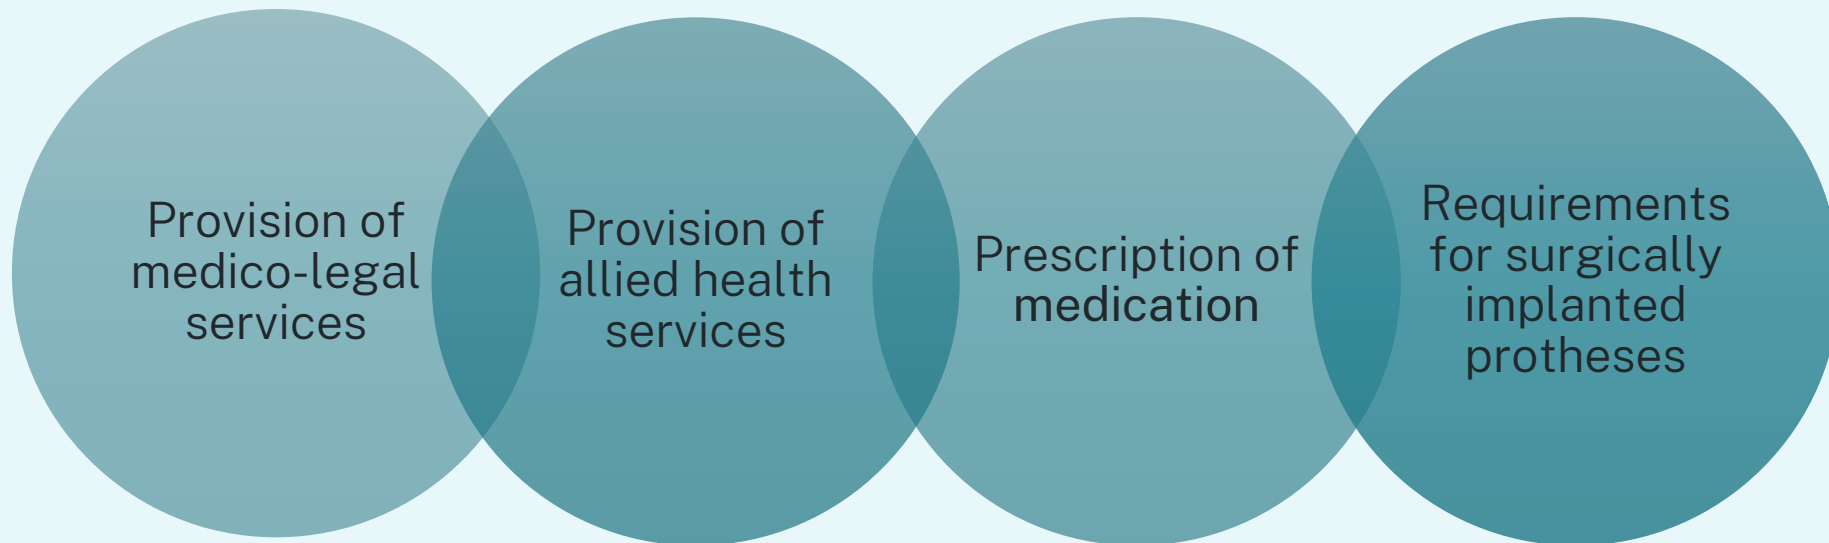 Provision of
medico-legal
services
Provision of
allied health
services
Prescription of
medication
Requirements
for surgically
implanted
protheses